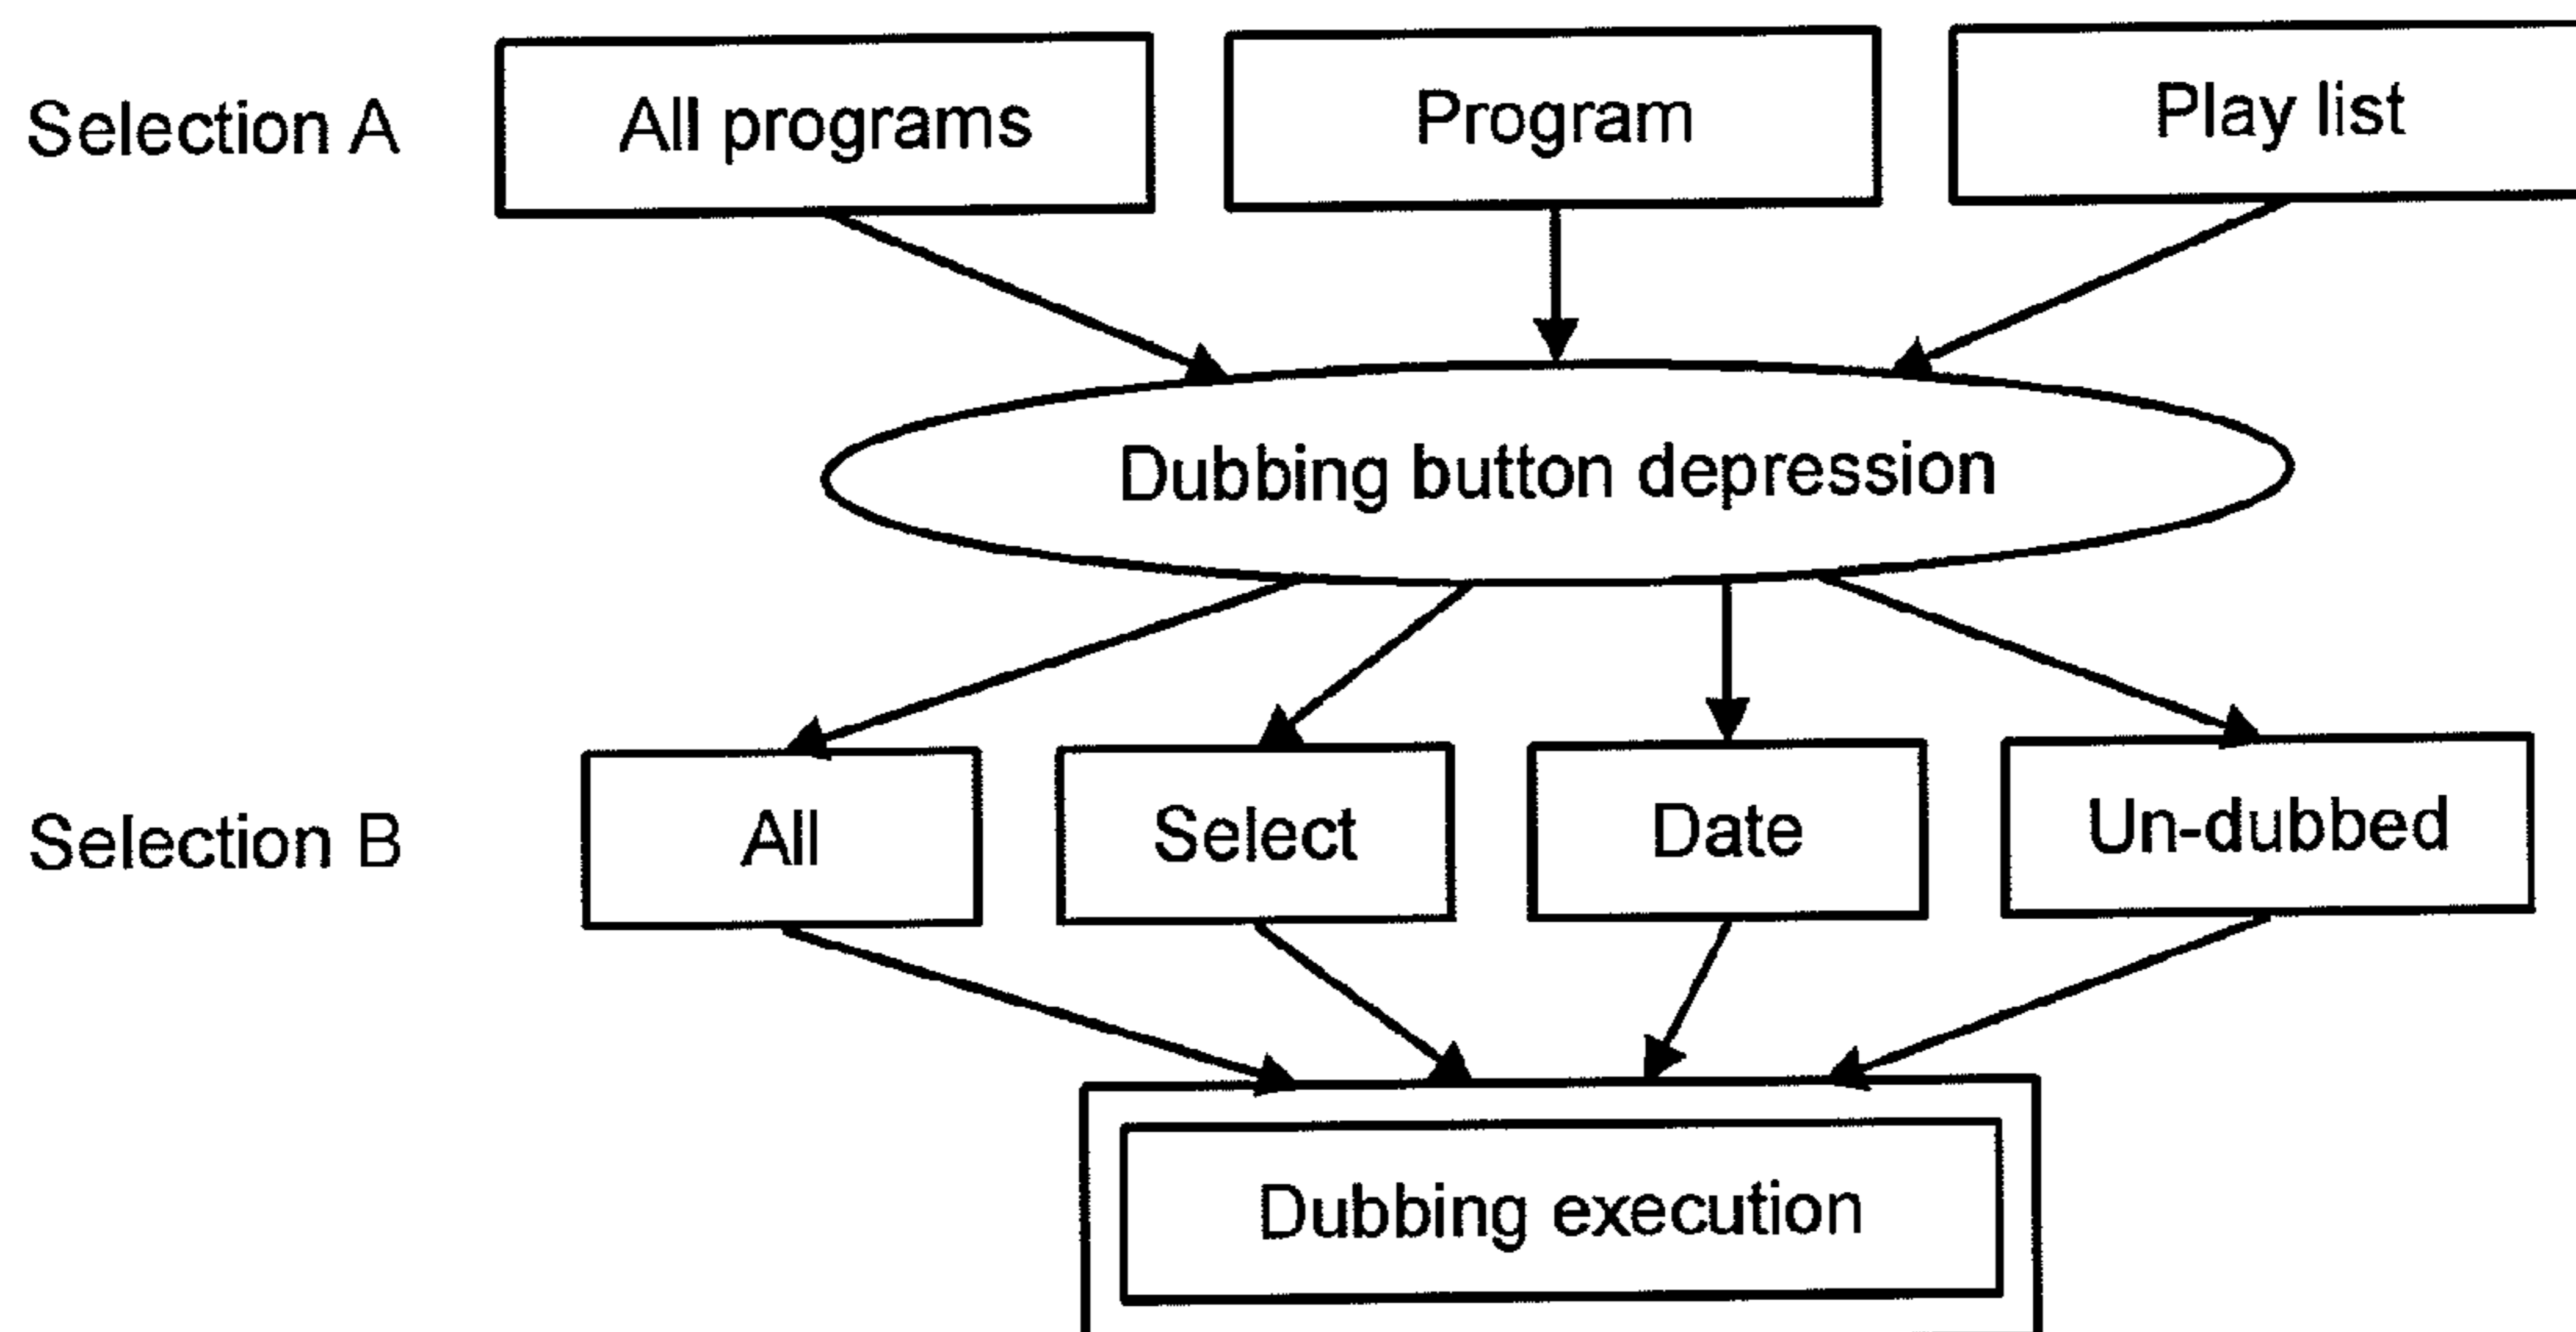 Selection A All programs Program Play list
Dubbing button depression
Selection B All Select Date Un-dubbed
Dubbing execution